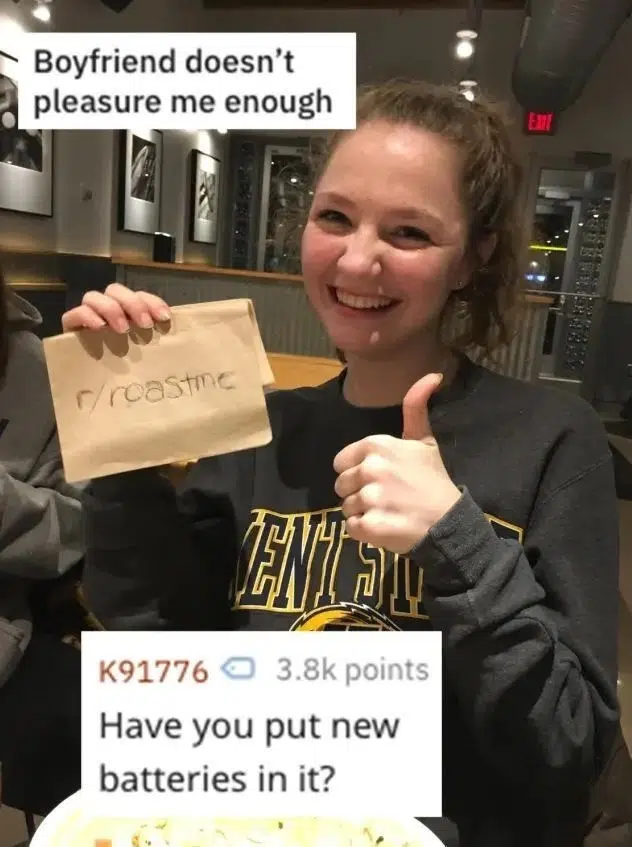 Boyfriend doesn't
pleasure me enough
EXIT
r/roastme
ENT ST
K91776 3.8k points
Have you put new
batteries in it?